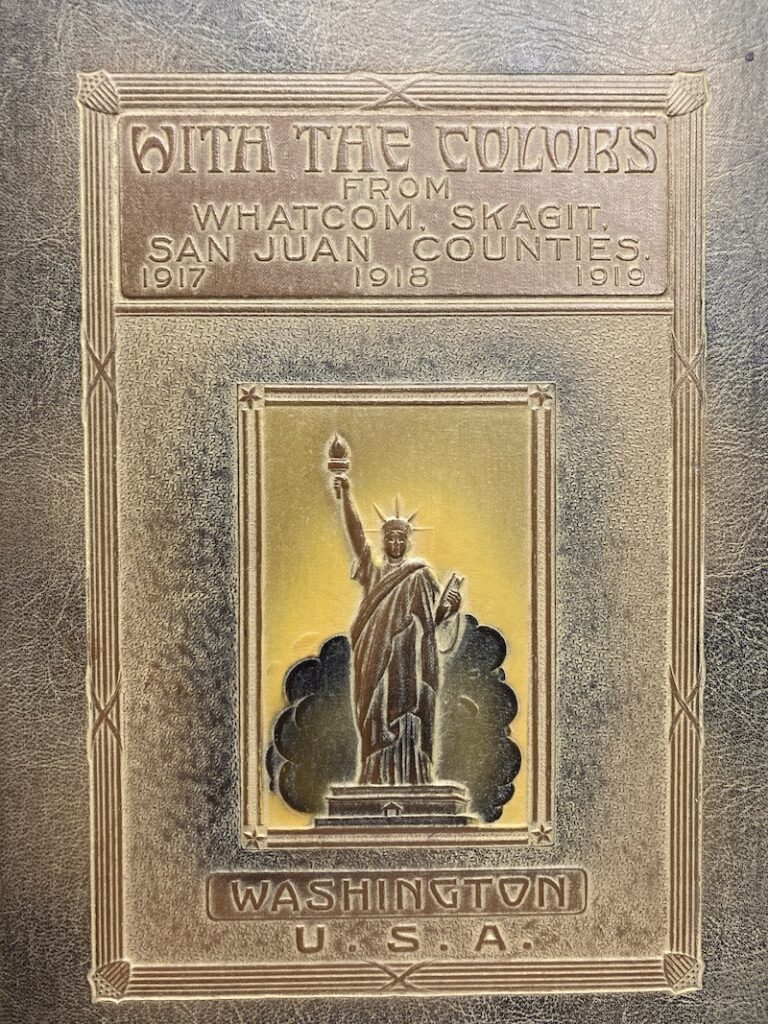 WITH THE COLORS
FROM
WHATCOM, SKAGIT,
SAN JUAN COUNTIES.
1917 1918 1919
WASHINGTON
U.S.A.